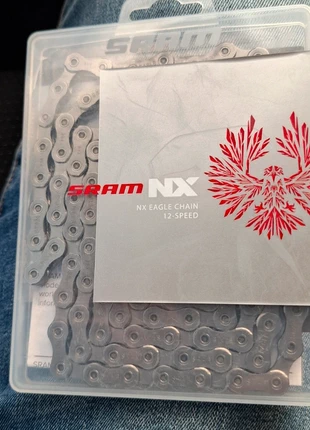 SRAM
SRAM NX
NX EAGLE CHAIN
12-SPEED